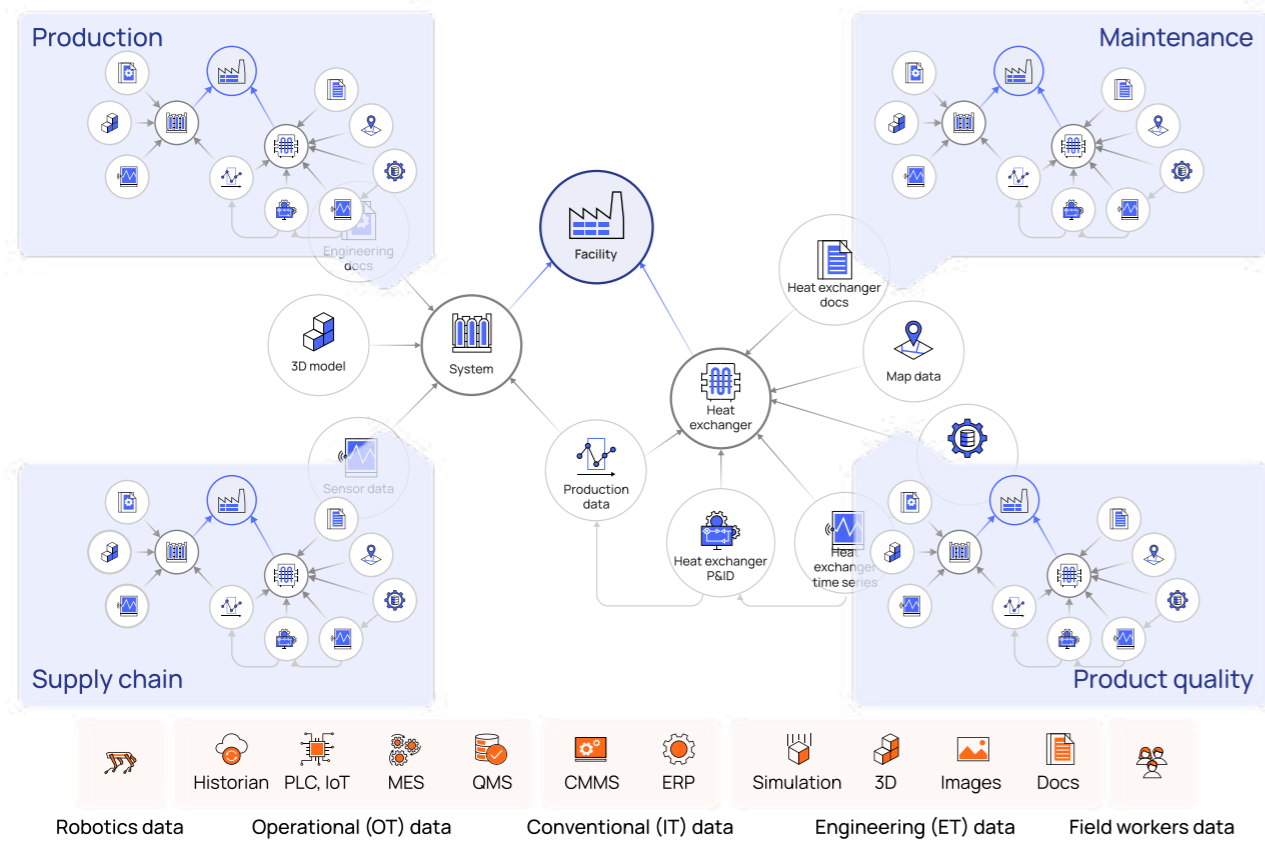 Production
Maintenance
Engineering
docs
Facility
Heat exchanger
docs
3D model
System
Map data
Heat
exchanger
Sensor data
Production
data
Heat exchanger
P&ID
Heat
exchanger
time series
Supply chain
Product quality
Historian
PLC, IoT
MES
QMS
CMMS
ERP
Simulation
3D
Images
Docs
Robotics data
Operational (OT) data
Conventional (IT) data
Engineering (ET) data
Field workers data